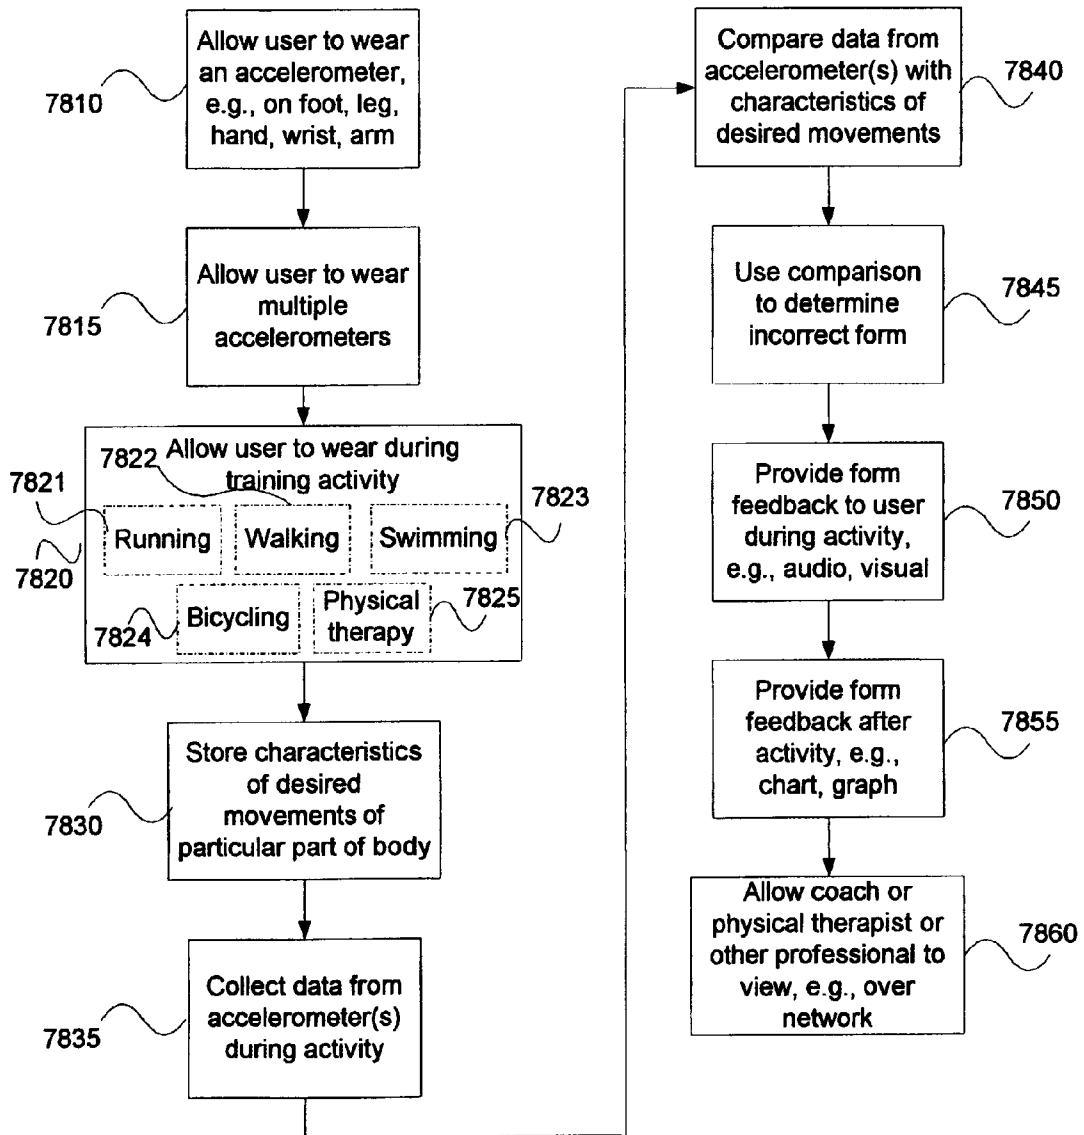 Allow user to wear
an accelerometer,
e.g., on foot, leg,
hand, wrist, arm
7810
Allow user to wear
multiple
accelerometers
7815
Allow user to wear during
training activity
7822
7821
7823
Running
Walking
Swimming
7820
Bicycling
Physical
therapy
7825
7824
Store characteristics
of desired
movements of
particular part of body
7830
Collect data from
accelerometer(s)
during activity
7835
Compare data from
accelerometer(s) with
characteristics of
desired movements
7840
Use comparison
to determine
incorrect form
7845
Provide form
feedback to user
during activity,
e.g., audio, visual
7850
Provide form
feedback after
activity, e.g.,
chart, graph
7855
Allow coach or
physical therapist or
other professional to
view, e.g., over
network
7860